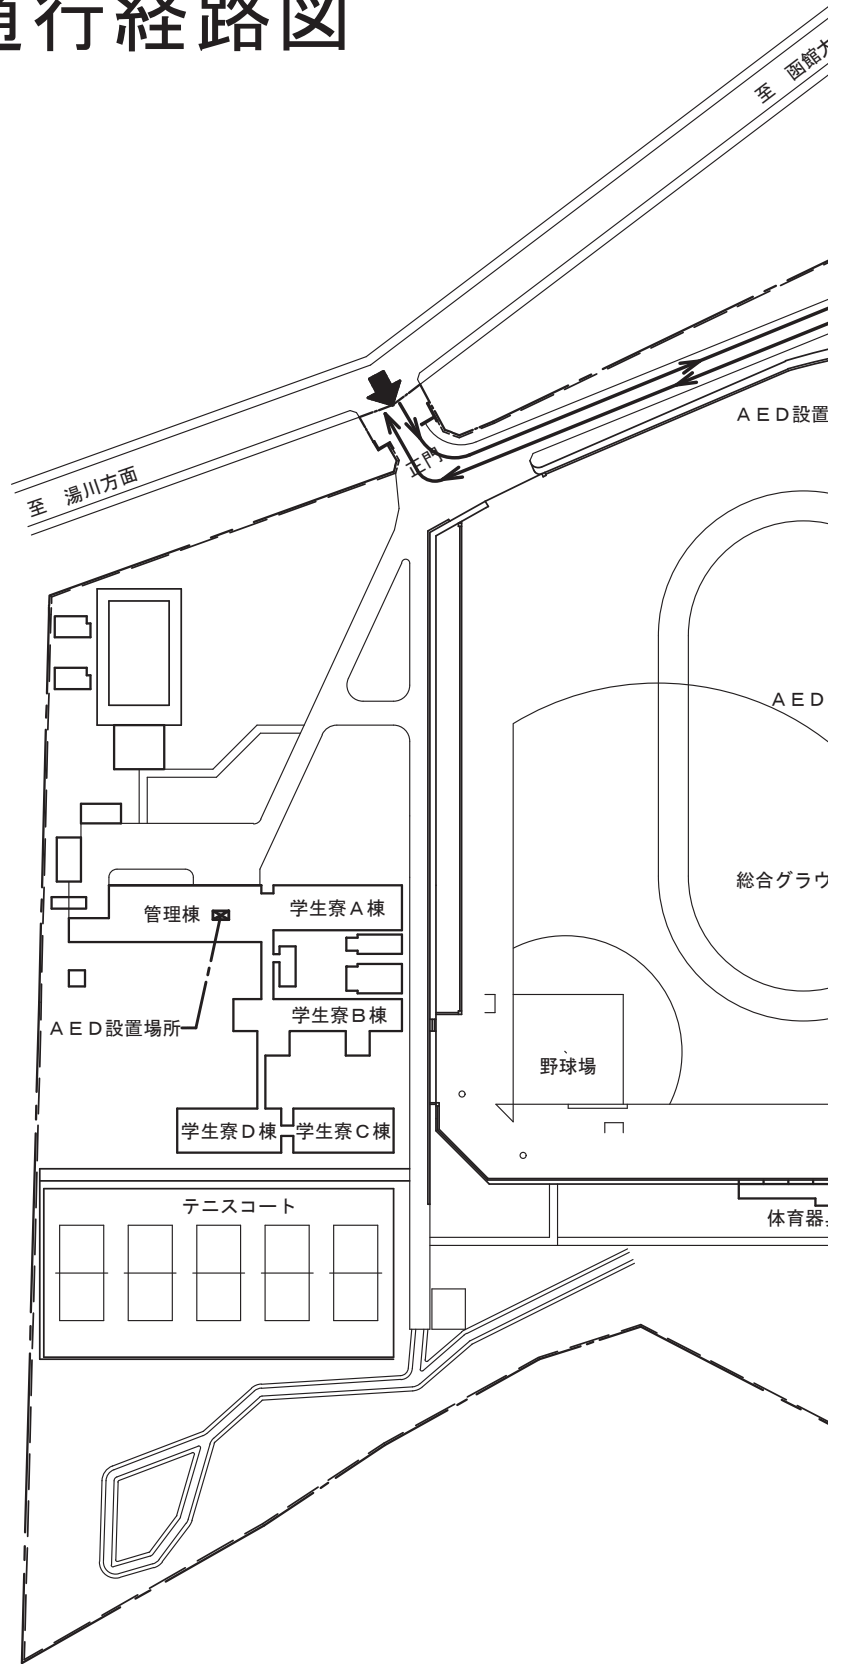 通行経路図
至 函館大
AED設置
正門
至 湯川方面
AED
総合グラウ
管理棟
学生寮A棟
学生寮B棟
AED設置場所
野球場
学生寮D棟
学生寮C棟
テニスコート
体育器